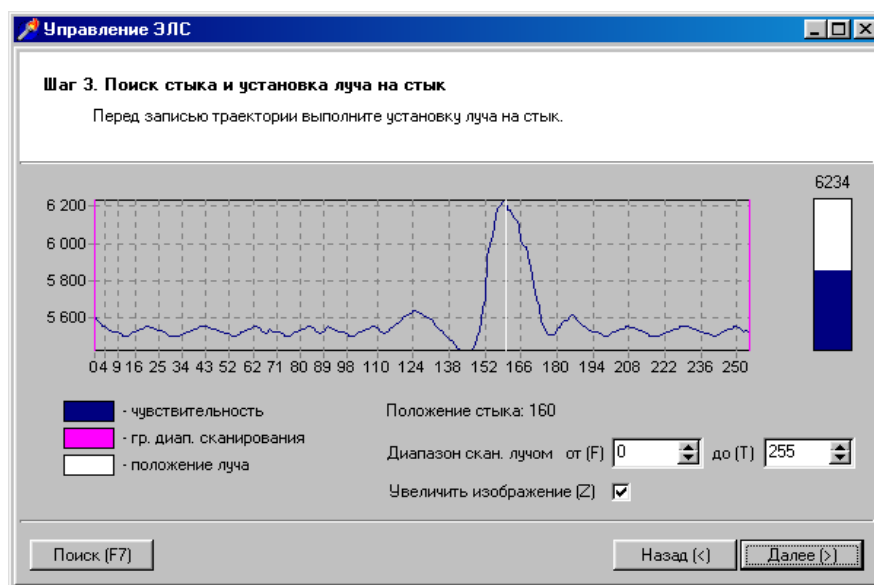 Управление ЭЛС
Шаг 3. Поиск стыка и установка луча на стык
Перед записью траектории выполните установку луча на стык.
6234
6 200
6 000
5 800
5 600
0 4 9 16 25 34 43 52 62 71 80 89 98 110 124 138 152 166 180 194 208 222 236 250
- чувствительность
- гр. диап. сканирования
- положение луча
Положение стыка: 160
Диапазон скан. лучом от (F) 0 до (T) 255
Увеличить изображение (Z)
Поиск (F7)
Назад (<) Далее (>)